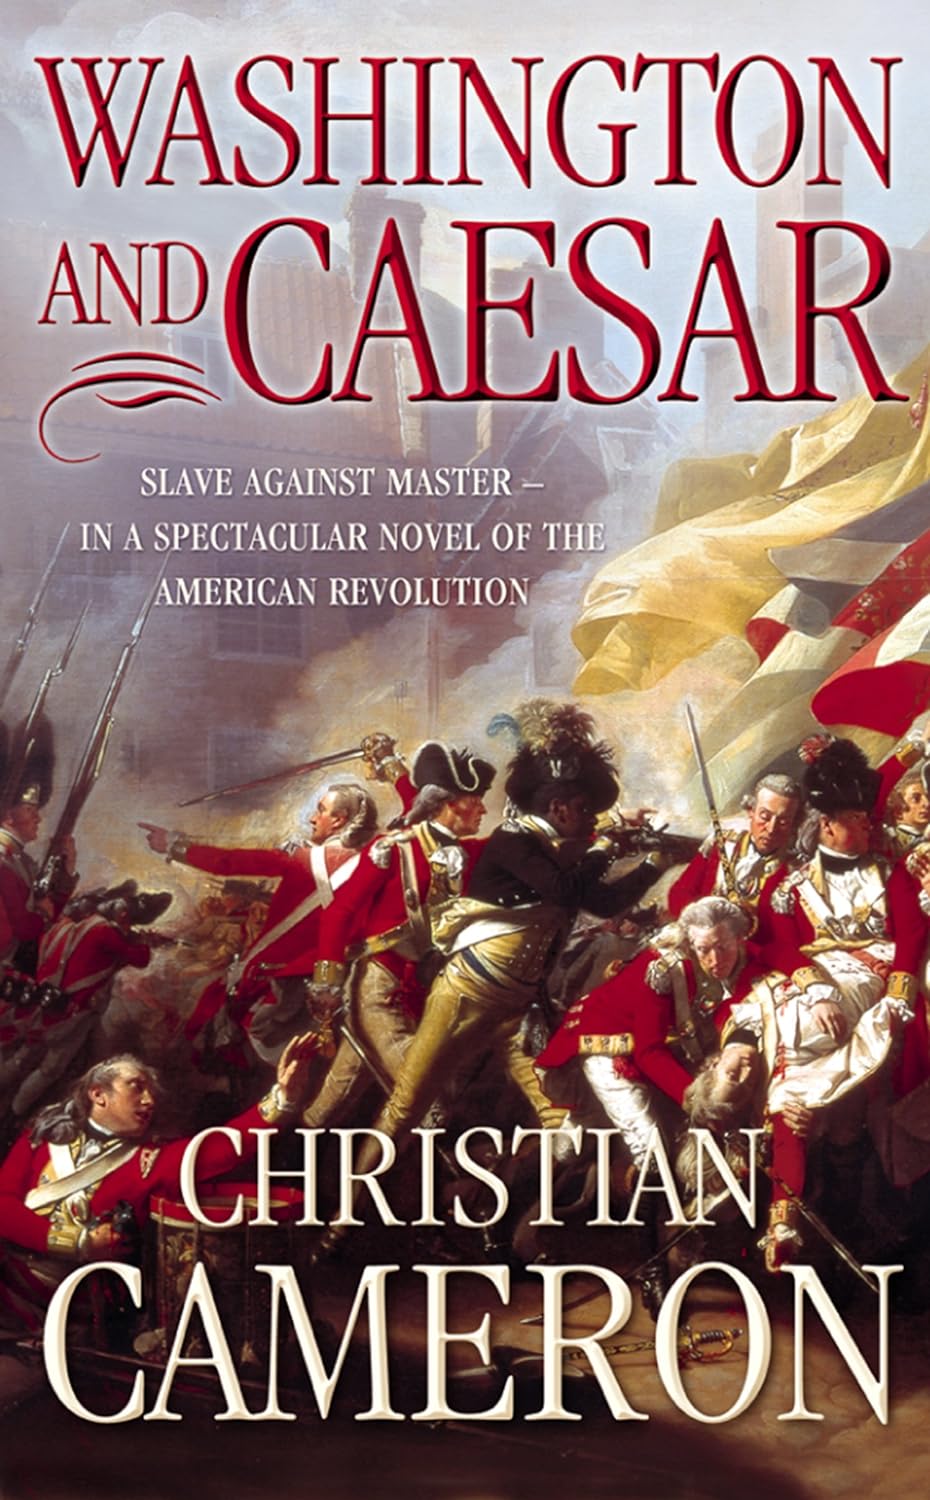 WASHINGTON
AND CAESAR
SLAVE AGAINST MASTER –
IN A SPECTACULAR NOVEL OF THE
AMERICAN REVOLUTION
CHRISTIAN
CAMERON